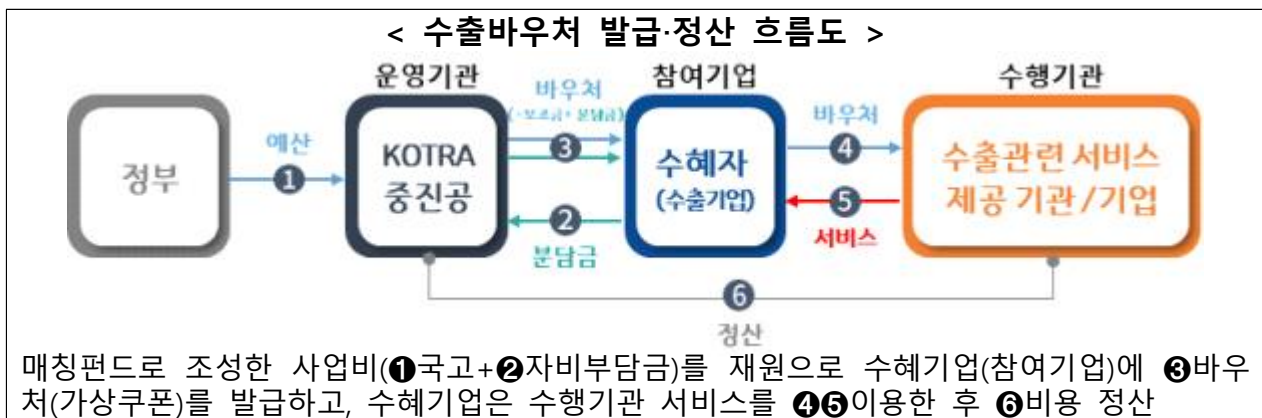 < 수출바우처 발급·정산 흐름도 >
운영기관 참여기업 수행기관
바우처
(=보조금+분담금)
바우처
예산
❶ ❸ ❹
정부
KOTRA
중진공
수혜자
(수출기업)
수출관련 서비스
제공 기관/기업
❷
분담금
❺
서비스
❻
정산
매칭펀드로 조성한 사업비(❶국고+❷자비부담금)를 재원으로 수혜기업(참여기업)에 ❸바우
처(가상쿠폰)를 발급하고, 수혜기업은 수행기관 서비스를 ❹❺이용한 후 ❻비용 정산